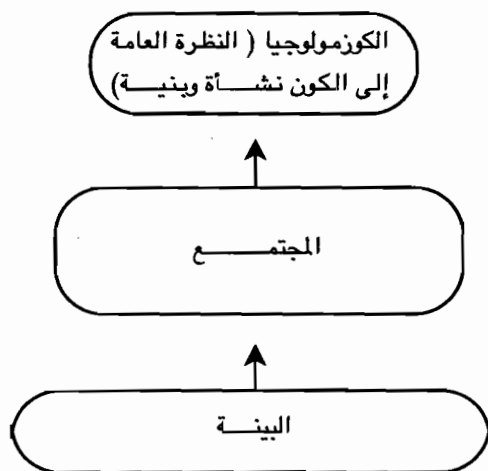 الكوزمولوجيا ( النظرة العامة
إلى الكون نشـــأة وبنيـــة)
المجتمـــــع
البيئـــة